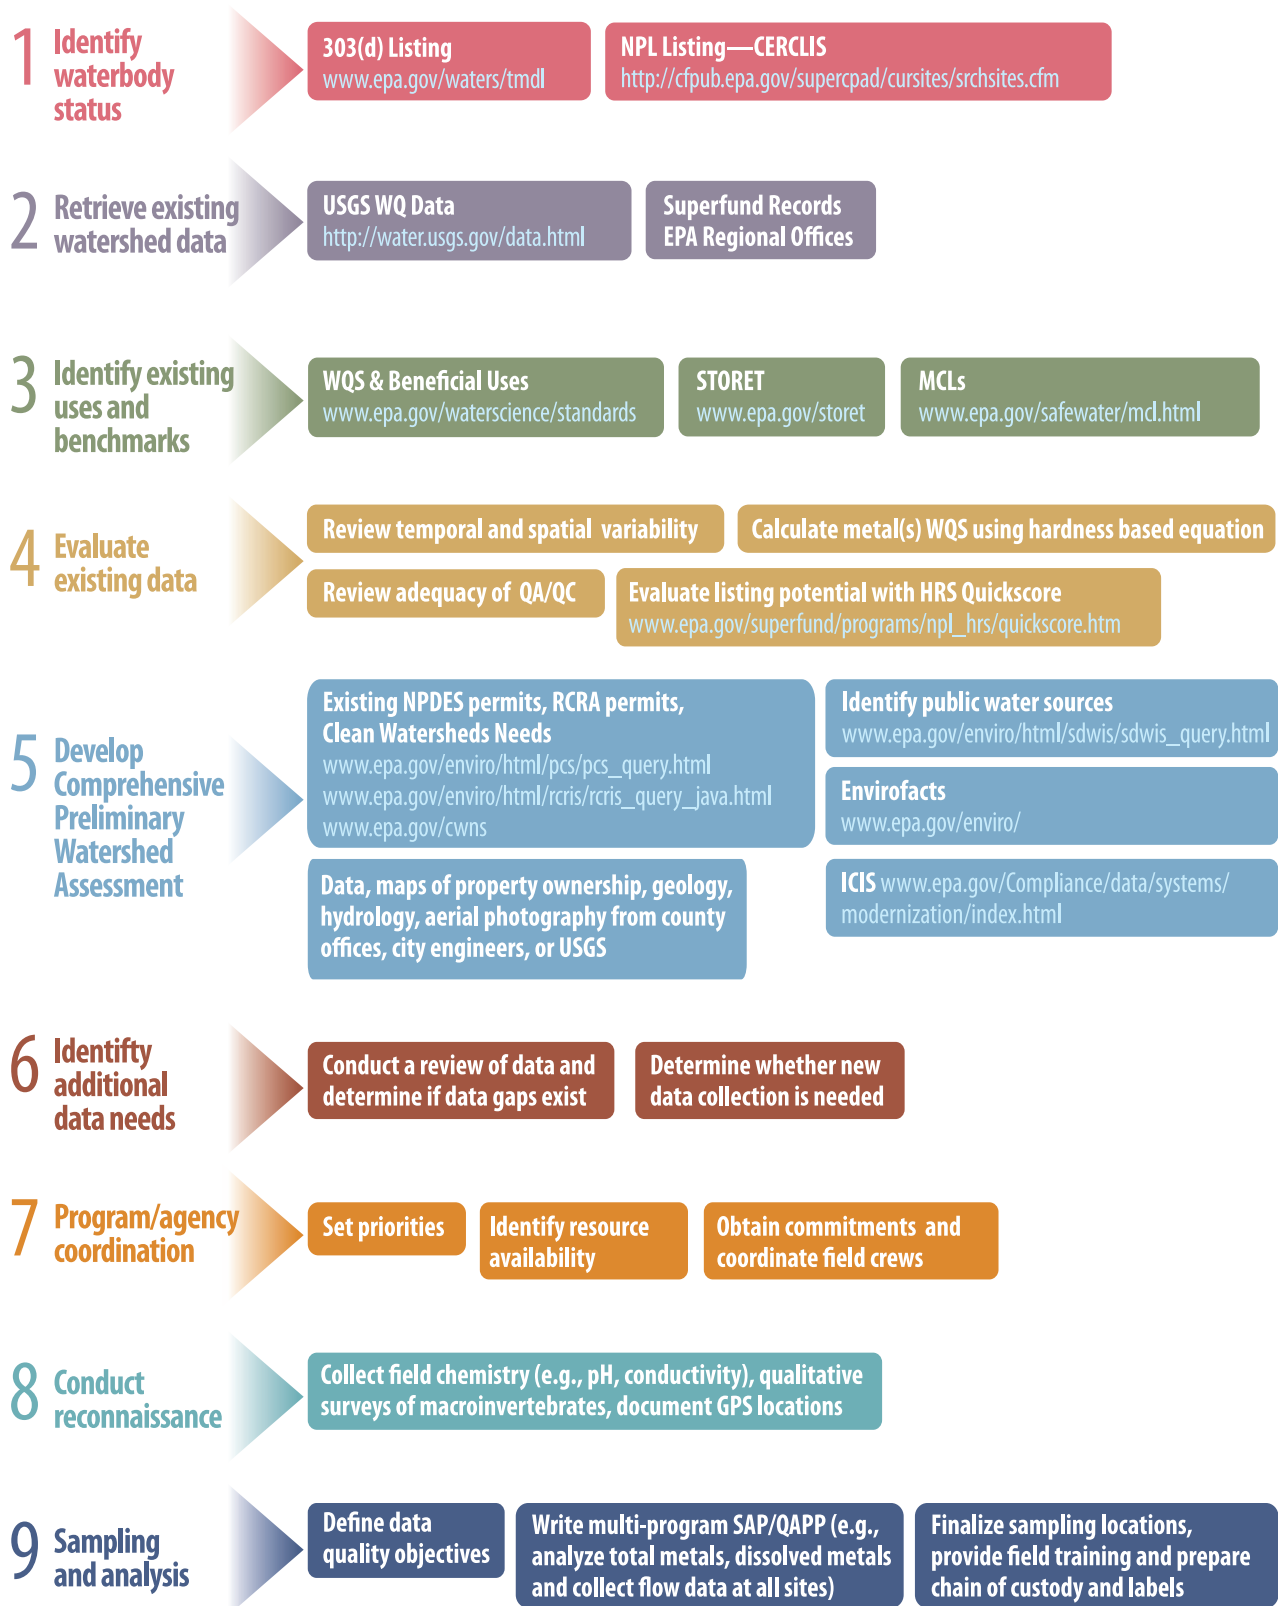 1 Identify
waterbody
status
303(d) Listing
www.epa.gov/waters/tmdl
NPL Listing—CERCLIS
http://cfpub.epa.gov/supercpad/cursites/srchsites.cfm
2 Retrieve existing
watershed data
USGS WQ Data
http://water.usgs.gov/data.html
Superfund Records
EPA Regional Offices
3 Identify existing
uses and
benchmarks
WQS & Beneficial Uses
www.epa.gov/waterscience/standards
STORET
www.epa.gov/storet
MCLs
www.epa.gov/safewater/mcl.html
4 Evaluate
existing data
Review temporal and spatial variability
Calculate metal(s) WQS using hardness based equation
Review adequacy of QA/QC
Evaluate listing potential with HRS Quickscore
www.epa.gov/superfund/programs/npl_hrs/quickscore.htm
5 Develop
Comprehensive
Preliminary
Watershed
Assessment
Existing NPDES permits, RCRA permits,
Clean Watersheds Needs
www.epa.gov/enviro/html/pcs/pcs_query.html
www.epa.gov/enviro/html/rcris/rcris_query_java.html
www.epa.gov/cwns
Identify public water sources
www.epa.gov/enviro/html/sdwis/sdwis_query.html
Envirofacts
www.epa.gov/enviro/
Data, maps of property ownership, geology,
hydrology, aerial photography from county
offices, city engineers, or USGS
ICIS www.epa.gov/Compliance/data/systems/
modernization/index.html
6 Identifty
additional
data needs
Conduct a review of data and
determine if data gaps exist
Determine whether new
data collection is needed
7 Program/agency
coordination
Set priorities
Identify resource
availability
Obtain commitments and
coordinate field crews
8 Conduct
reconnaissance
Collect field chemistry (e.g., pH, conductivity), qualitative
surveys of macroinvertebrates, document GPS locations
9 Sampling
and analysis
Define data
quality objectives
Write multi-program SAP/QAPP (e.g.,
analyze total metals, dissolved metals
and collect flow data at all sites)
Finalize sampling locations,
provide field training and prepare
chain of custody and labels